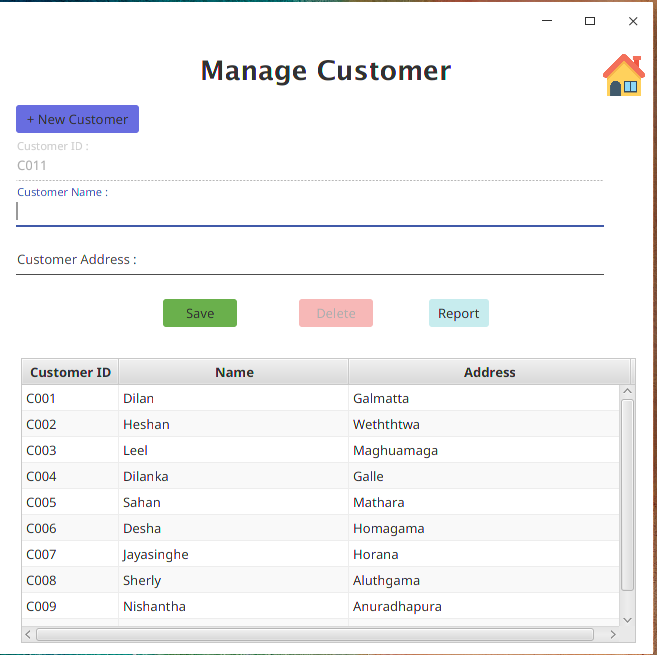 Manage Customer
+ New Customer
Customer ID :
C011
Customer Name :
Customer Address :
Save Delete Report
Customer ID Name Address
C001 Dilan Galmatta
C002 Heshan Weththtwa
C003 Leel Maghuamaga
C004 Dilanka Galle
C005 Sahan Mathara
C006 Desha Homagama
C007 Jayasinghe Horana
C008 Sherly Aluthgama
C009 Nishantha Anuradhapura